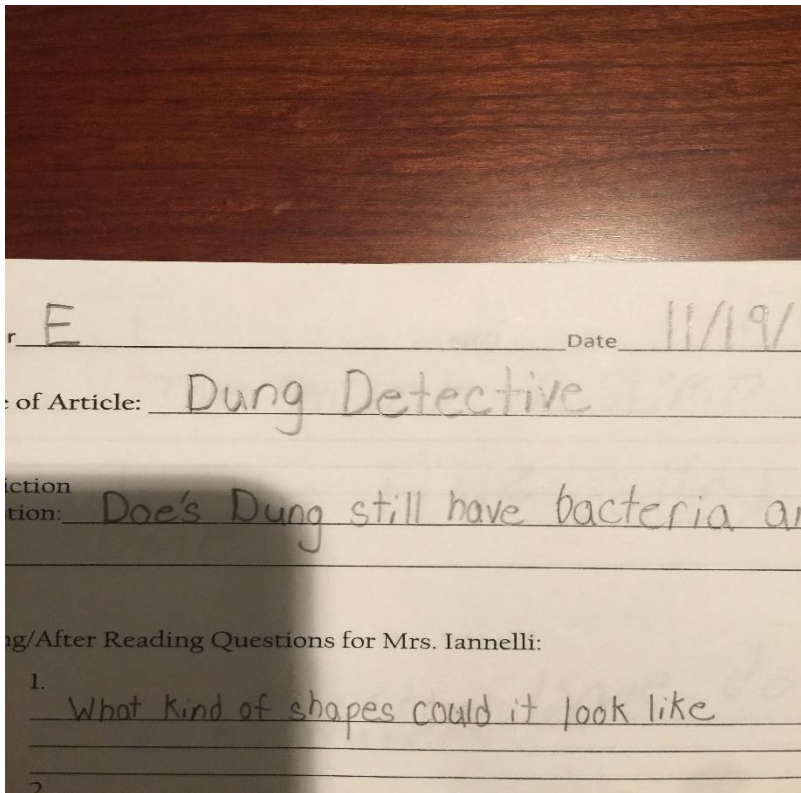 r E Date 11/19/
of Article: Dung Detective
iction
tion: Doe's Dung still have bacteria
ng/After Reading Questions for Mrs. Iannelli:
1.
What kind of shapes could it look like
2